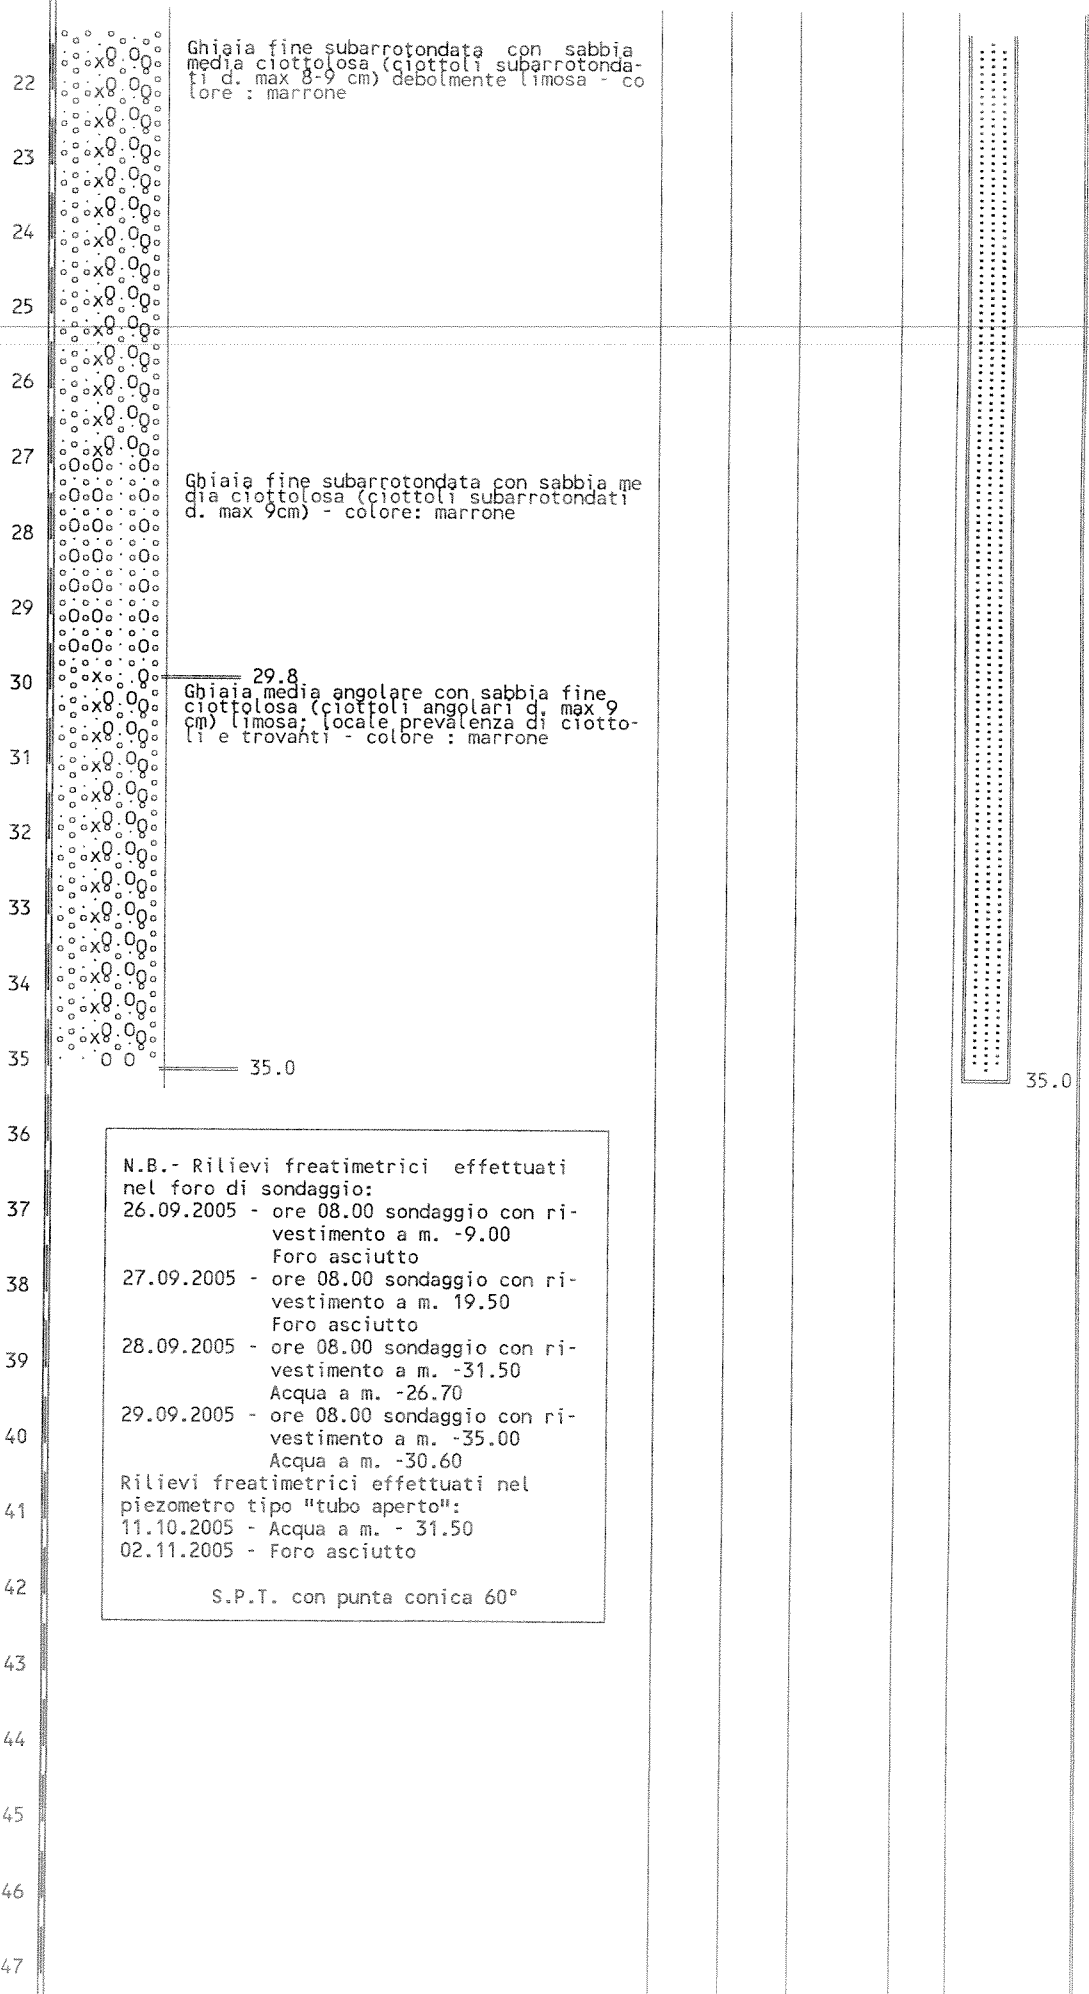 Ghiaia fine subarrotondata con sabbia
media ciottolosa (ciottoli subarrotonda-
ti d. max 8-9 cm) debolmente limosa - co
lore : marrone
22
23
24
25
26
27
Ghiaia fine subarrotondata con sabbia me
dia ciottolosa (ciottoli subarrotondati
d. max 9cm) - colore: marrone
28
29
29.8
30
Ghiaia media angolare con sabbia fine
ciottolosa (ciottoli angolari d. max 9
cm) limosa; locale prevalenza di ciotto-
li e trovanti - colore : marrone
31
32
33
34
35
35.0
35.0
36
N.B.- Rilievi freatimetrici effettuati
nel foro di sondaggio:
37
26.09.2005 - ore 08.00 sondaggio con ri-
vestimento a m. -9.00
Foro asciutto
38
27.09.2005 - ore 08.00 sondaggio con ri-
vestimento a m. 19.50
Foro asciutto
39
28.09.2005 - ore 08.00 sondaggio con ri-
vestimento a m. -31.50
Acqua a m. -26.70
40
29.09.2005 - ore 08.00 sondaggio con ri-
vestimento a m. -35.00
Acqua a m. -30.60
Rilievi freatimetrici effettuati nel
41
piezometro tipo "tubo aperto":
11.10.2005 - Acqua a m. - 31.50
02.11.2005 - Foro asciutto
42
S.P.T. con punta conica 60°
43
44
45
46
47